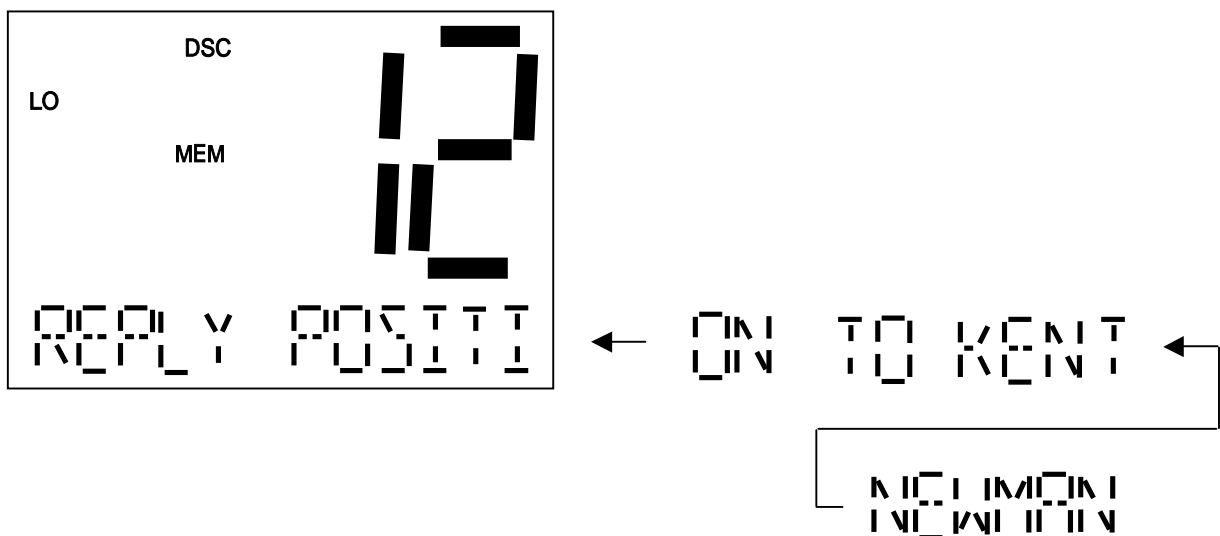 DSC
LO
MEM
12
REPLY POSITI
ON TO KENT
NEWMAN